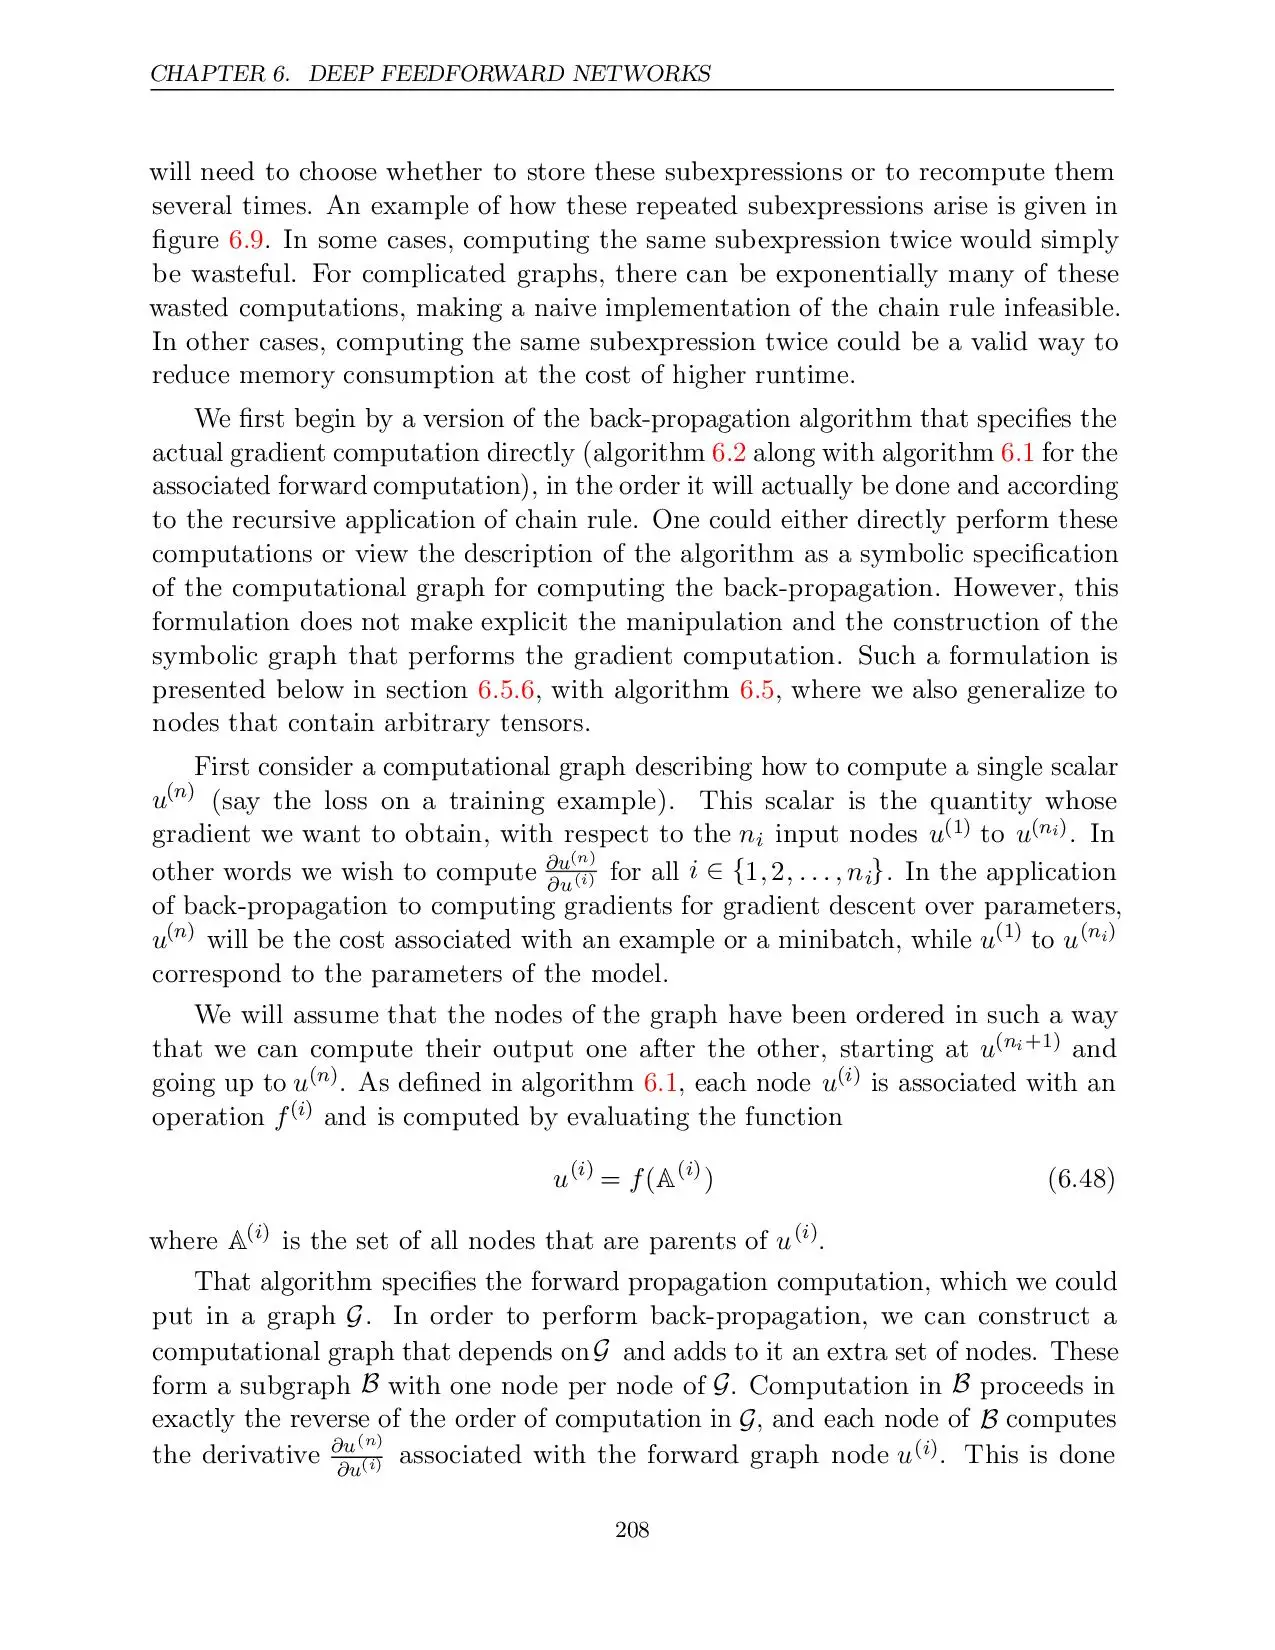 CHAPTER 6. DEEP FEEDFORWARD NETWORKS
will need to choose whether to store these subexpressions or to recompute them
several times. An example of how these repeated subexpressions arise is given in
figure 6.9. In some cases, computing the same subexpression twice would simply
be wasteful. For complicated graphs, there can be exponentially many of these
wasted computations, making a naive implementation of the chain rule infeasible.
In other cases, computing the same subexpression twice could be a valid way to
reduce memory consumption at the cost of higher runtime.
We first begin by a version of the back-propagation algorithm that specifies the
actual gradient computation directly (algorithm 6.2 along with algorithm 6.1 for the
associated forward computation), in the order it will actually be done and according
to the recursive application of chain rule. One could either directly perform these
computations or view the description of the algorithm as a symbolic specification
of the computational graph for computing the back-propagation. However, this
formulation does not make explicit the manipulation and the construction of the
symbolic graph that performs the gradient computation. Such a formulation is
presented below in section 6.5.6, with algorithm 6.5, where we also generalize to
nodes that contain arbitrary tensors.
First consider a computational graph describing how to compute a single scalar
u^(n) (say the loss on a training example). This scalar is the quantity whose
gradient we want to obtain, with respect to the n_i input nodes u^(1) to u^(n_i). In
other words we wish to compute ∂u^(n)/∂u^(i) for all i ∈ {1, 2, . . . , n_i}. In the application
of back-propagation to computing gradients for gradient descent over parameters,
u^(n) will be the cost associated with an example or a minibatch, while u^(1) to u^(n_i)
correspond to the parameters of the model.
We will assume that the nodes of the graph have been ordered in such a way
that we can compute their output one after the other, starting at u^(n_i+1) and
going up to u^(n). As defined in algorithm 6.1, each node u^(i) is associated with an
operation f^(i) and is computed by evaluating the function
u^(i) = f(𝔸^(i)) (6.48)
where 𝔸^(i) is the set of all nodes that are parents of u^(i).
That algorithm specifies the forward propagation computation, which we could
put in a graph 𝒢. In order to perform back-propagation, we can construct a
computational graph that depends on 𝒢 and adds to it an extra set of nodes. These
form a subgraph ℬ with one node per node of 𝒢. Computation in ℬ proceeds in
exactly the reverse of the order of computation in 𝒢, and each node of ℬ computes
the derivative ∂u^(n)/∂u^(i) associated with the forward graph node u^(i). This is done
208